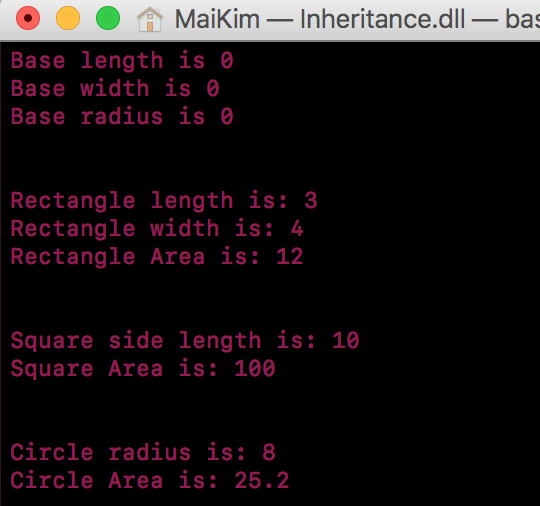 MaiKim — Inheritance.dll — bas
Base length is 0
Base width is 0
Base radius is 0
Rectangle length is: 3
Rectangle width is: 4
Rectangle Area is: 12
Square side length is: 10
Square Area is: 100
Circle radius is: 8
Circle Area is: 25.2